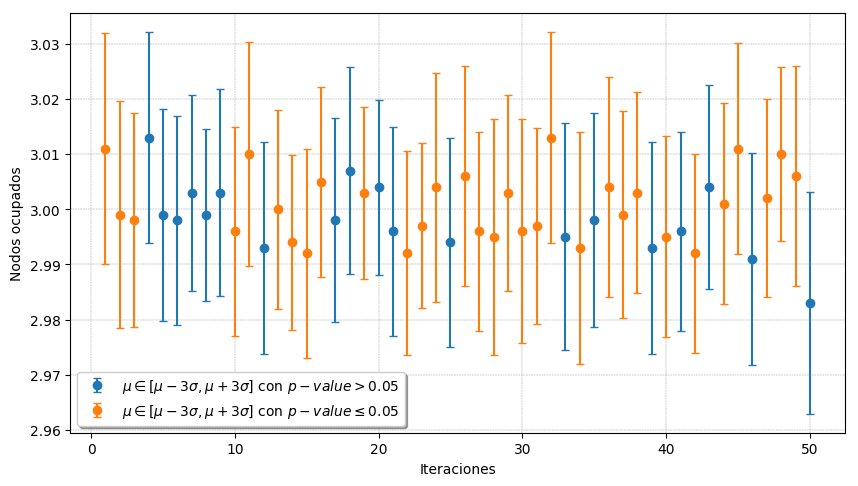 3.03
3.02
3.01
3.00
2.99
2.98
2.97
2.96
Nodos ocupados
μ ∈ [μ − 3σ, μ + 3σ] con p − value > 0.05
μ ∈ [μ − 3σ, μ + 3σ] con p − value ≤ 0.05
0 10 20 30 40 50
Iteraciones